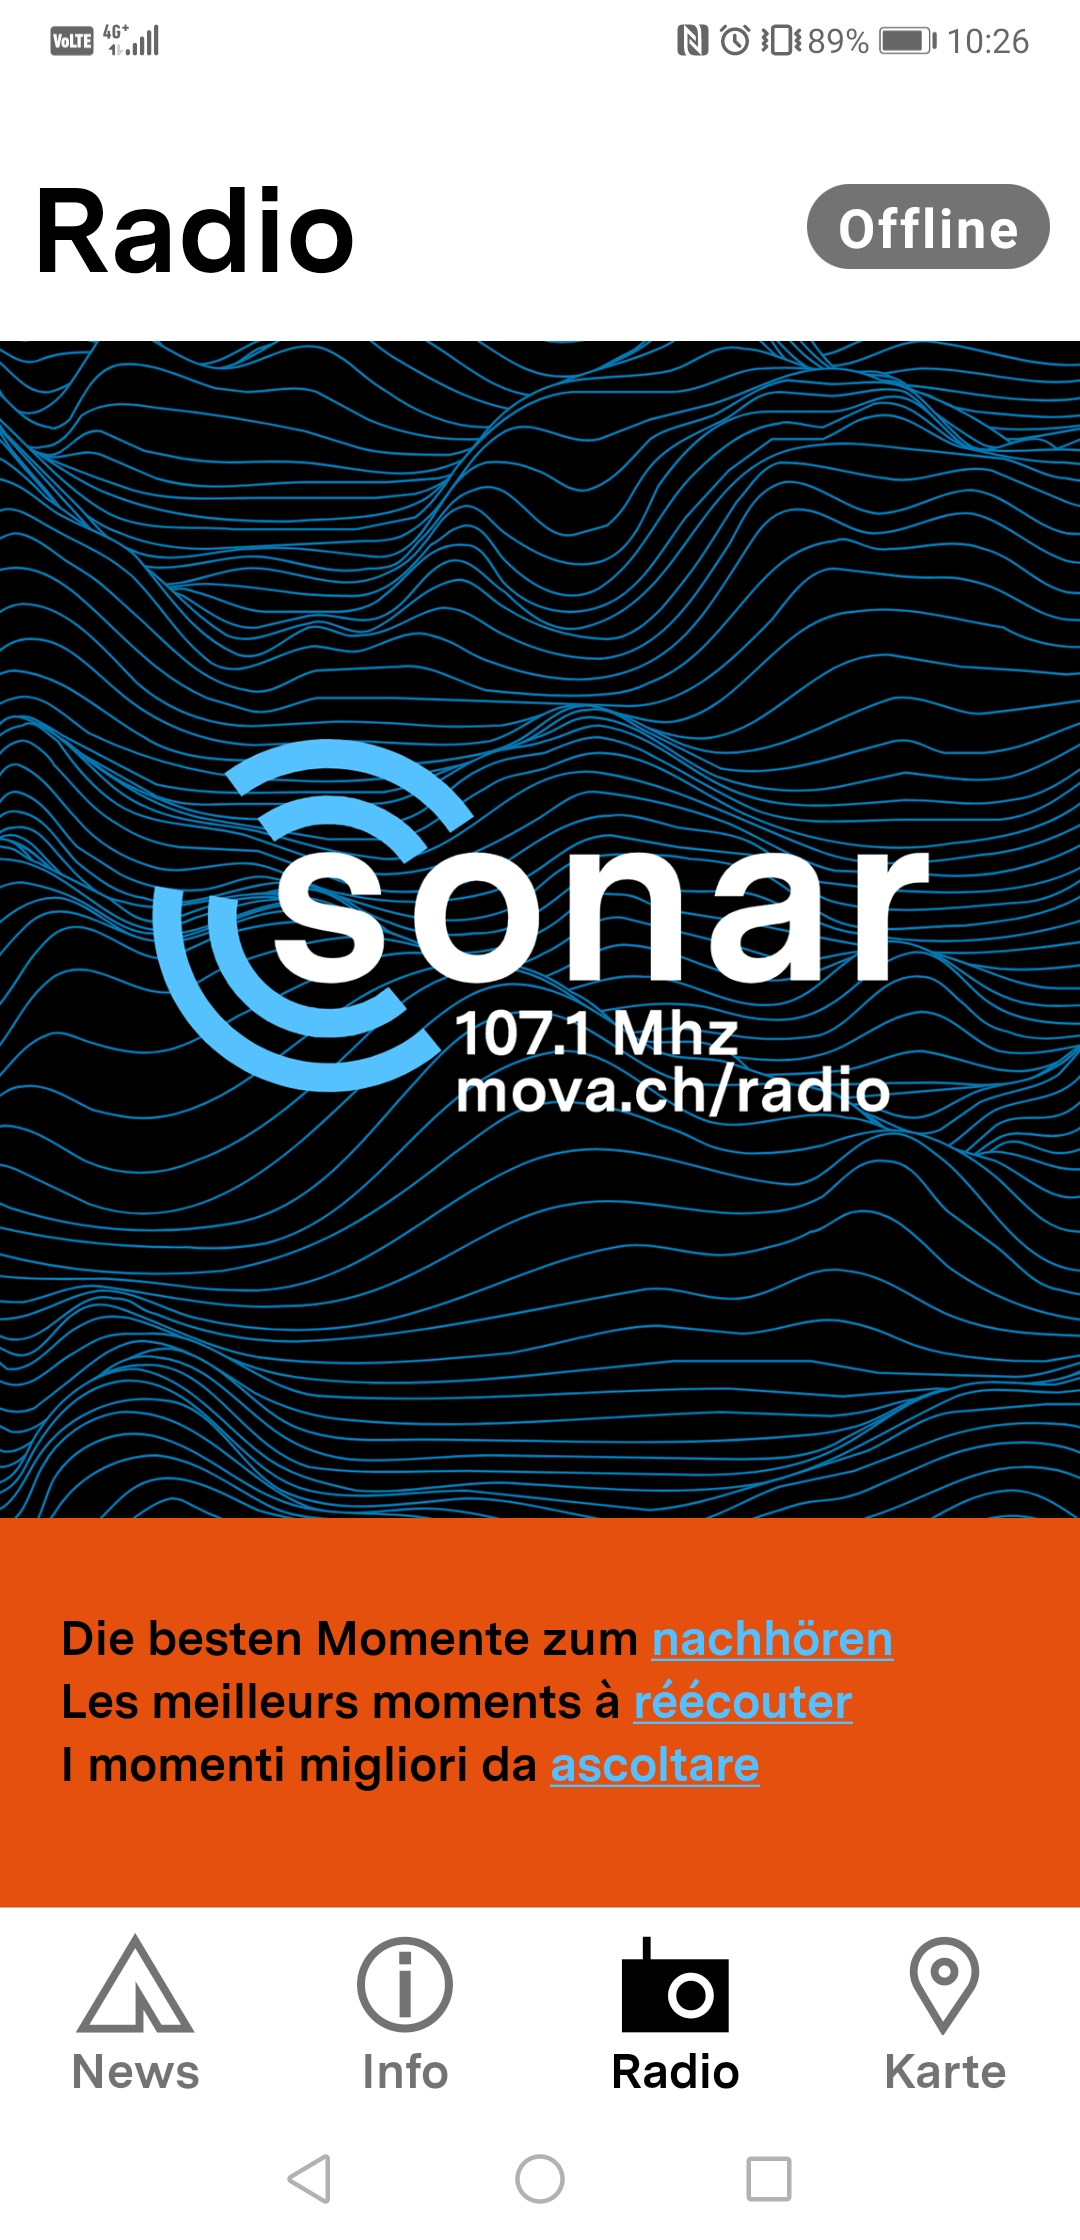 VoLTE 4G+ 89% 10:26
Radio Offline
sonar
107.1 Mhz
mova.ch/radio
Die besten Momente zum nachhören
Les meilleurs moments à réécouter
I momenti migliori da ascoltare
News Info Radio Karte